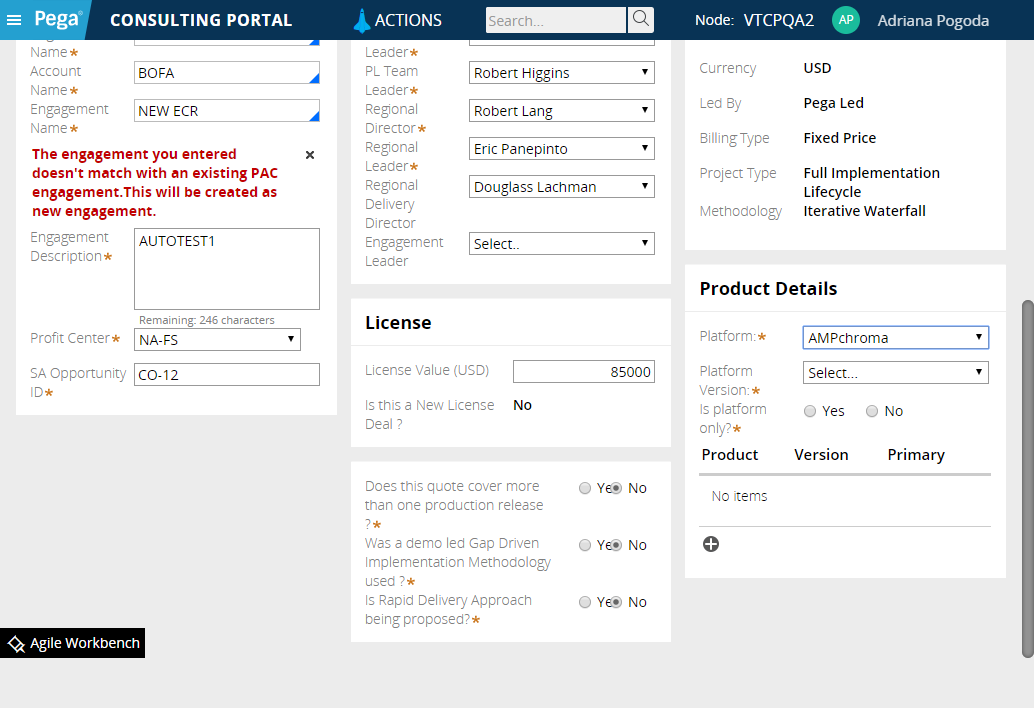 Pega®
CONSULTING PORTAL
ACTIONS
Search...
Node: VTCPQA2
AP
Adriana Pogoda
Name*
Account
Name*
BOFA
Engagement
Name*
NEW ECR
The engagement you entered
doesn't match with an existing PAC
engagement.This will be created as
new engagement.
Engagement
Description*
AUTOTEST1
Remaining: 246 characters
Profit Center*
NA-FS
SA Opportunity
ID*
CO-12
Leader*
PL Team
Leader*
Robert Higgins
Regional
Director*
Robert Lang
Regional
Leader*
Eric Panepinto
Regional
Delivery
Director
Douglass Lachman
Engagement
Leader
Select..
License
License Value (USD)
85000
Is this a New License
Deal ?
No
Does this quote cover more
than one production release
?*
Yes No
Was a demo led Gap Driven
Implementation Methodology
used ?*
Yes No
Is Rapid Delivery Approach
being proposed?*
Yes No
Currency
USD
Led By
Pega Led
Billing Type
Fixed Price
Project Type
Full Implementation
Lifecycle
Methodology
Iterative Waterfall
Product Details
Platform:*
AMPchroma
Platform
Version:*
Select...
Is platform
only?*
Yes No
Product Version Primary
No items
Agile Workbench